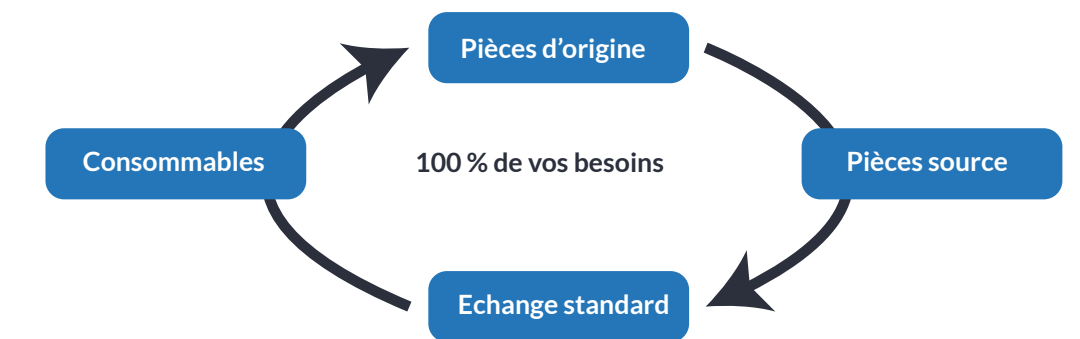 Pièces d'origine
Consommables
100 % de vos besoins
Pièces source
Echange standard